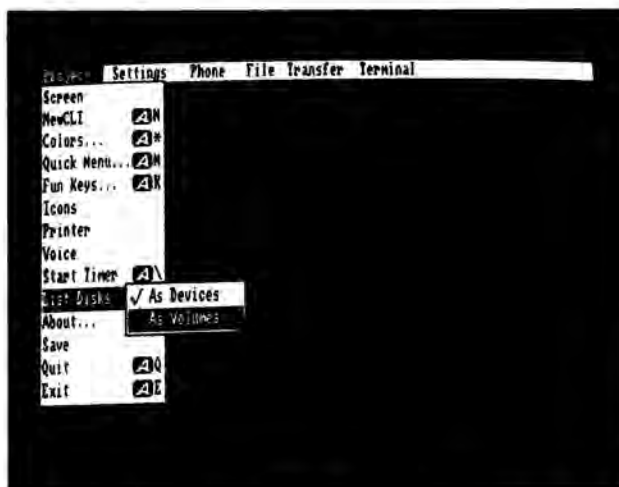 Project Settings Phone File Transfer Terminal
Screen
NewCLI A N
Colors... A *
Quick Menu... A M
Fun Keys... A K
Icons
Printer
Voice
Start Timer A \
List Disks ✓ As Devices
About... As Volumes
Save
Quit A Q
Exit A E